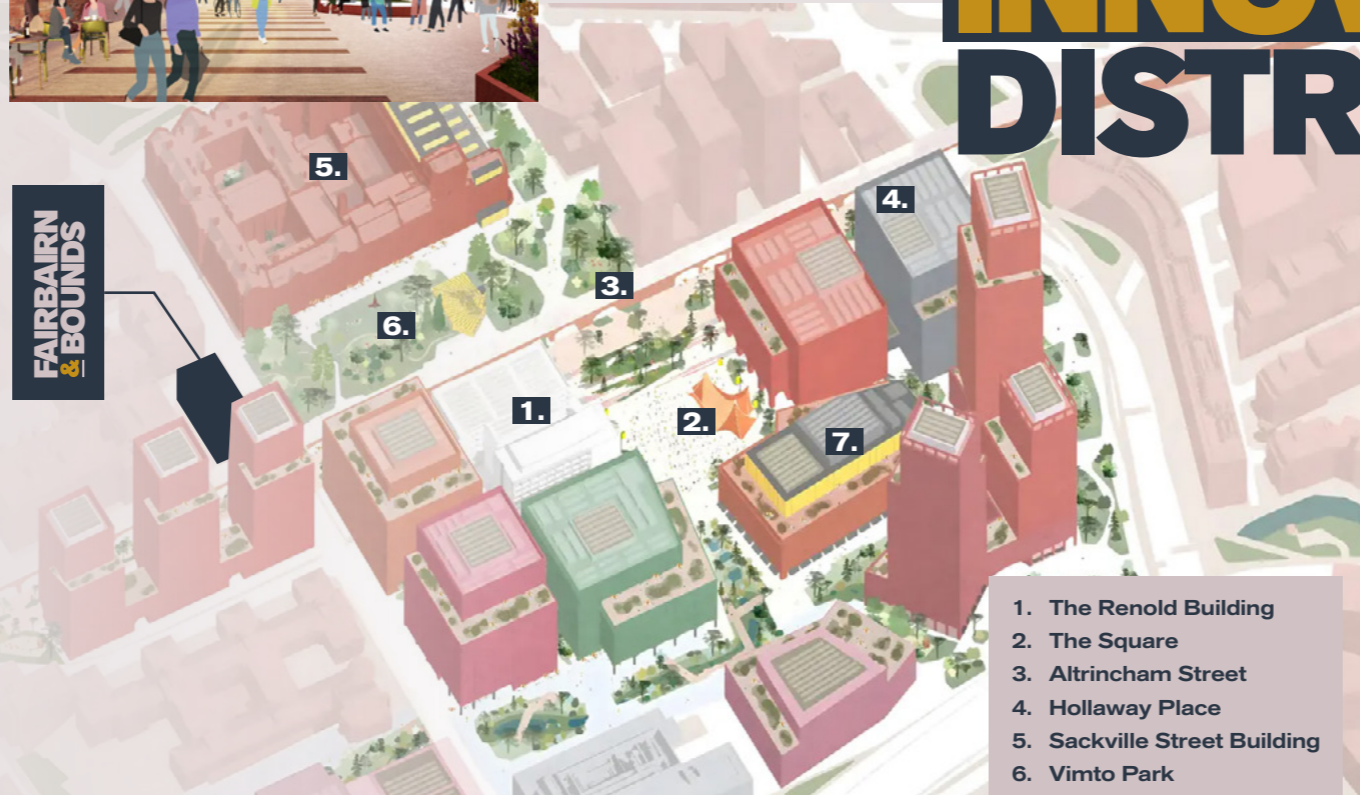 INNOV
DISTR
FAIRBAIRN
& BOUNDS
5.
4.
3.
6.
1.
2.
7.
1. The Renold Building
2. The Square
3. Altrincham Street
4. Hollaway Place
5. Sackville Street Building
6. Vimto Park